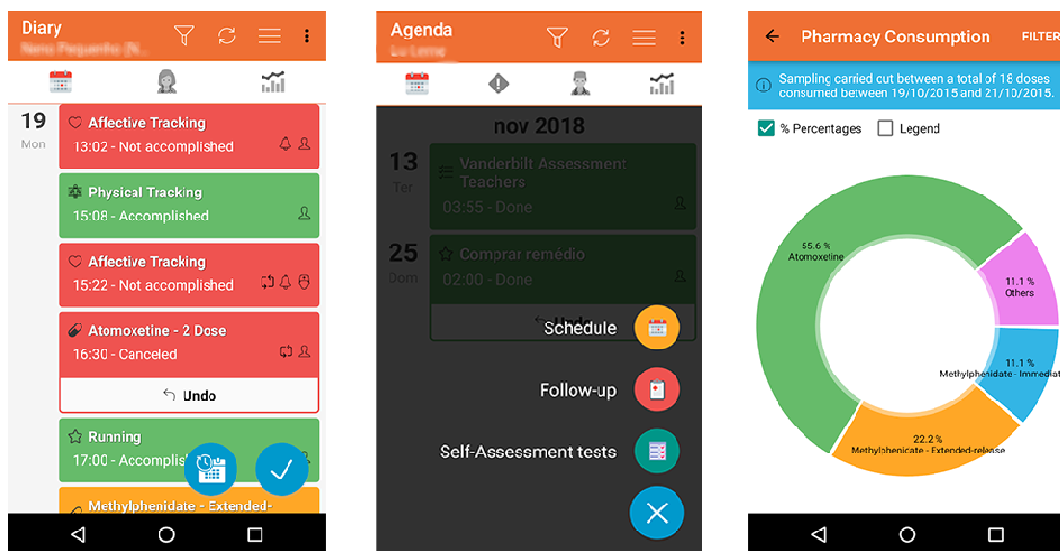 Diary
19
Mon
Affective Tracking
13:02 - Not accomplished
Physical Tracking
15:08 - Accomplished
Affective Tracking
15:22 - Not accomplished
Atomoxetine - 2 Dose
16:30 - Canceled
Undo
Running
17:00 - Accomplis
Methylphenidate - Extended-
Agenda
nov 2018
13
Ter
Vanderbilt Assessment
Teachers
03:55 - Done
25
Dom
Comprar remédio
02:00 - Done
Undo
Schedule
Follow-up
Self-Assessment tests
Pharmacy Consumption
FILTER
Sampling carried out between a total of 18 doses
consumed between 19/10/2015 and 21/10/2015.
% Percentages
Legend
55.6 %
Atomoxetine
11.1 %
Others
11.1 %
Methylphenidate - Immediat
22.2 %
Methylphenidate - Extended-release